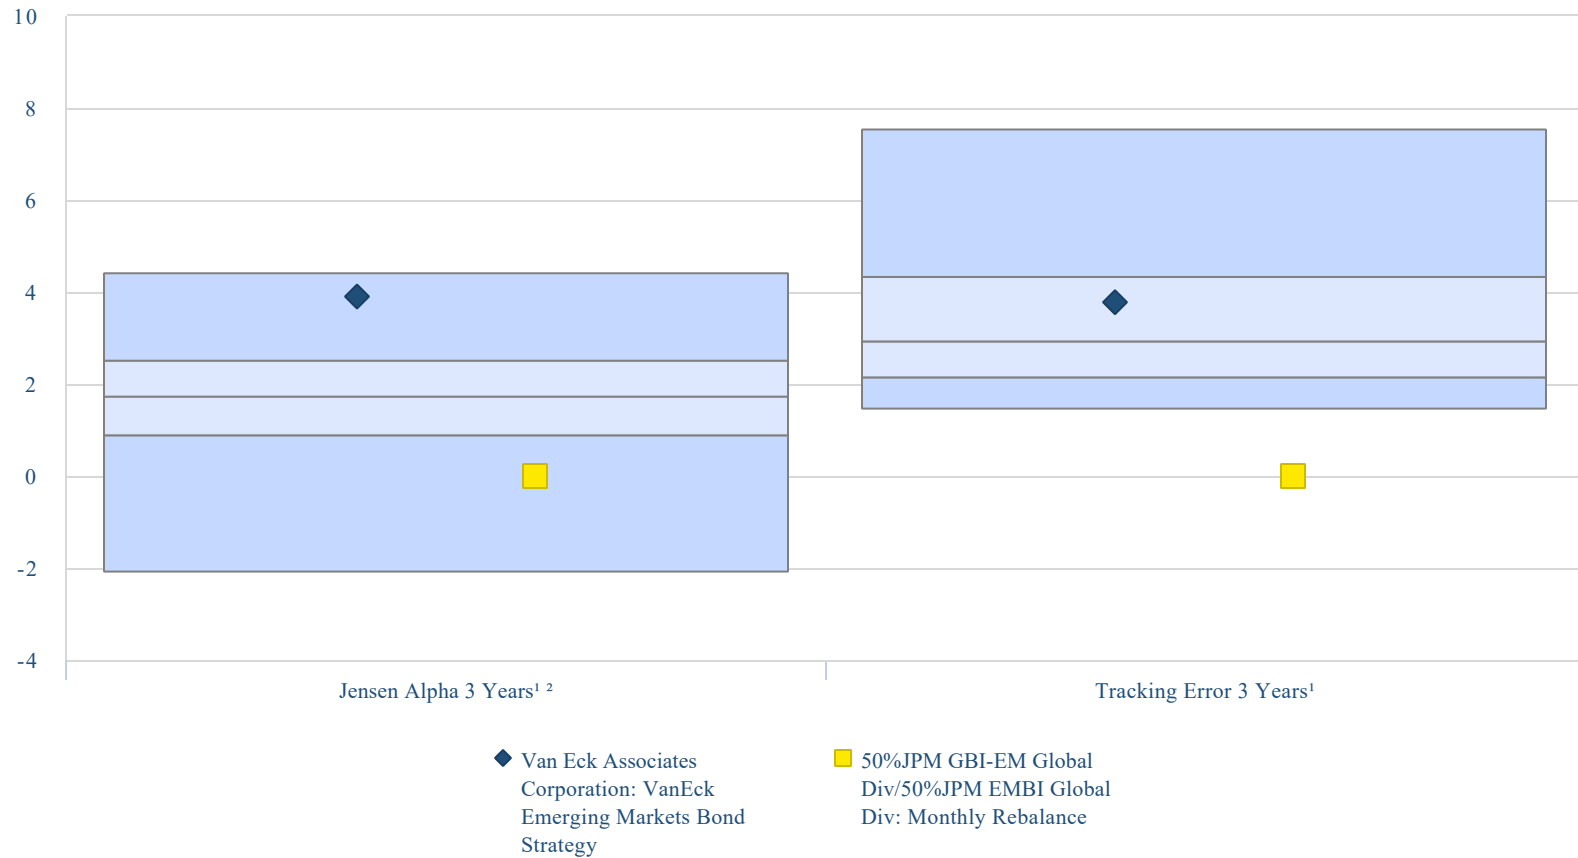 10
8
6
4
2
0
-2
-4
Jensen Alpha 3 Years¹ ²
Tracking Error 3 Years¹
Van Eck Associates
Corporation: VanEck
Emerging Markets Bond
Strategy
50%JPM GBI-EM Global
Div/50%JPM EMBI Global
Div: Monthly Rebalance